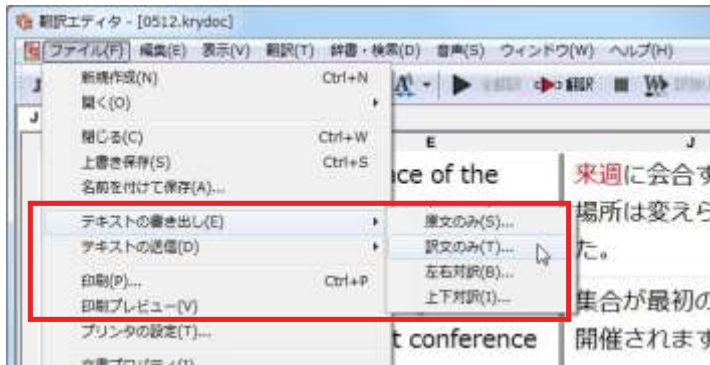 翻訳エディタ - [0512.krydoc]
ファイル(F) 編集(E) 表示(V) 翻訳(T) 辞書・検索(D) 音声(S) ウィンドウ(W) ヘルプ(H)
新規作成(N) Ctrl+N
開く(O)
翻訳
J
閉じる(C) Ctrl+W
上書き保存(S) Ctrl+S
名前を付けて保存(A)...
E J
ace of the
来週に会合す
場所は変えら
た。
テキストの書き出し(E)
テキストの送信(D)
印刷(P)... Ctrl+P
印刷プレビュー(V)
プリンタの設定(T)...
原文のみ(S)...
訳文のみ(T)...
左右対訳(B)...
上下対訳(I)...
集合が最初の
t conference
開催されます